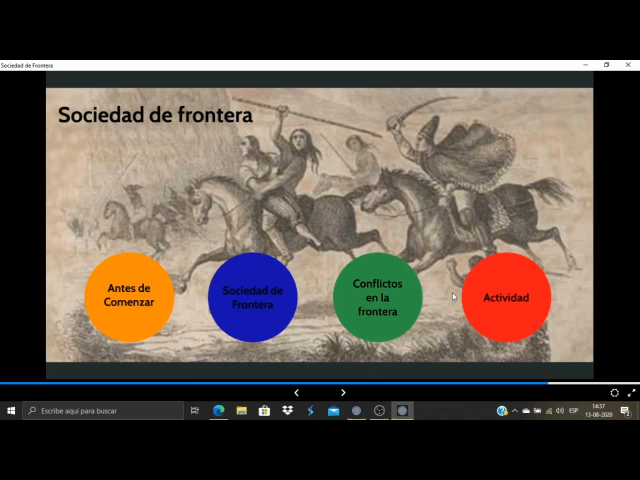 Sociedad de Frontera
Sociedad de frontera
Antes de
Comenzar
Sociedad de
Frontera
Conflictos
en la
frontera
Actividad
Escribe aquí para buscar
ESP
14:37
13-08-2020